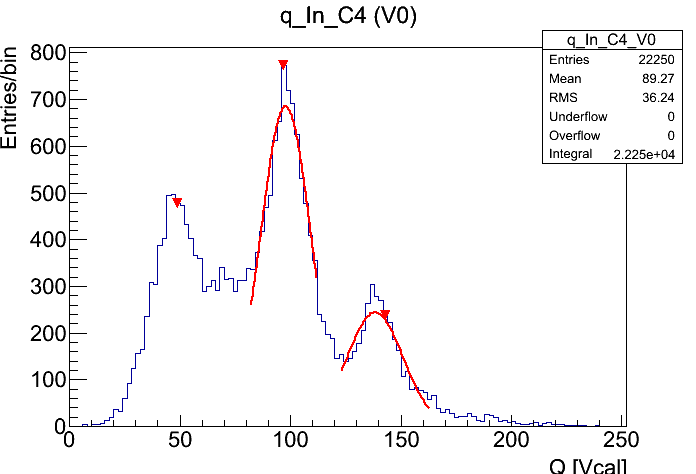 q_In_C4 (V0)
q_In_C4_V0
Entries 22250
Mean 89.27
RMS 36.24
Underflow 0
Overflow 0
Integral 2.225e+04
Entries/bin
800
700
600
500
400
300
200
100
0
0 50 100 150 200 250
Q [Vcal]